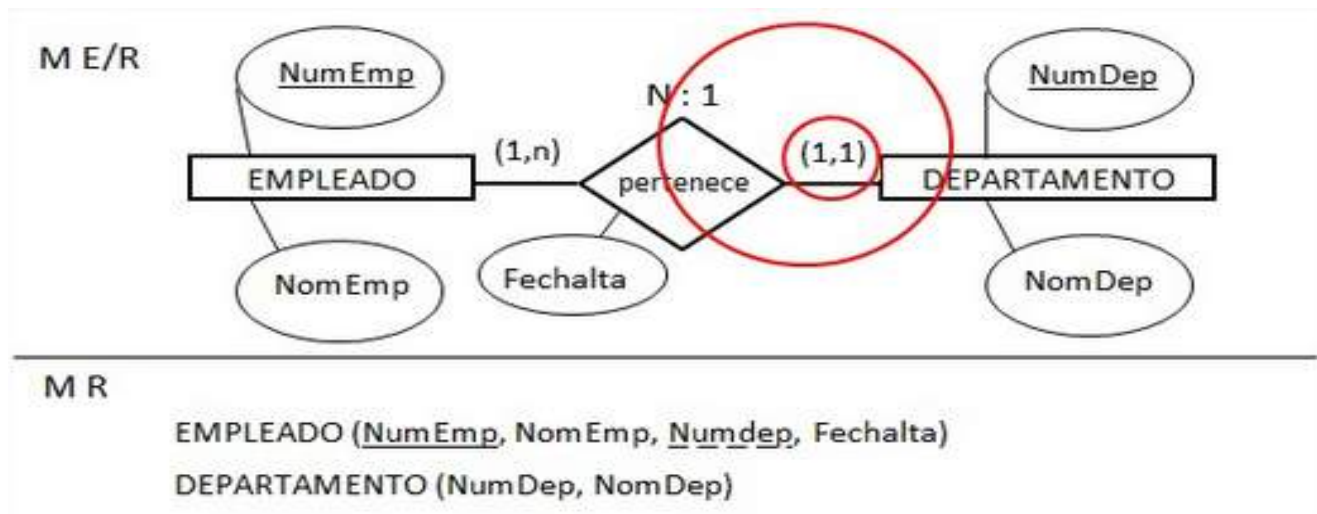 M E/R
NumEmp
NumDep
N : 1
(1,n)
(1,1)
EMPLEADO
pertenece
DEPARTAMENTO
NomEmp
Fechalta
NomDep
M R
EMPLEADO (NumEmp, NomEmp, Numdep, Fechalta)
DEPARTAMENTO (NumDep, NomDep)